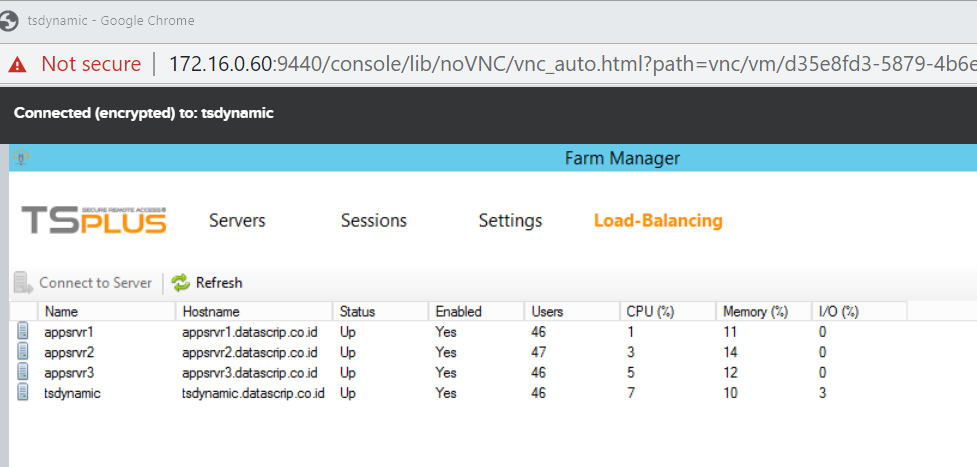 tsdynamic - Google Chrome
Not secure | 172.16.0.60:9440/console/lib/noVNC/vnc_auto.html?path=vnc/vm/d35e8fd3-5879-4b6e
Connected (encrypted) to: tsdynamic
Farm Manager
SECURE REMOTE ACCESS®
TSPLUS Servers Sessions Settings Load-Balancing
Connect to Server Refresh
Name Hostname Status Enabled Users CPU (%) Memory (%) I/O (%)
appsrvr1 appsrvr1.datascrip.co.id Up Yes 46 1 11 0
appsrvr2 appsrvr2.datascrip.co.id Up Yes 47 3 14 0
appsrvr3 appsrvr3.datascrip.co.id Up Yes 46 5 12 0
tsdynamic tsdynamic.datascrip.co.id Up Yes 46 7 10 3